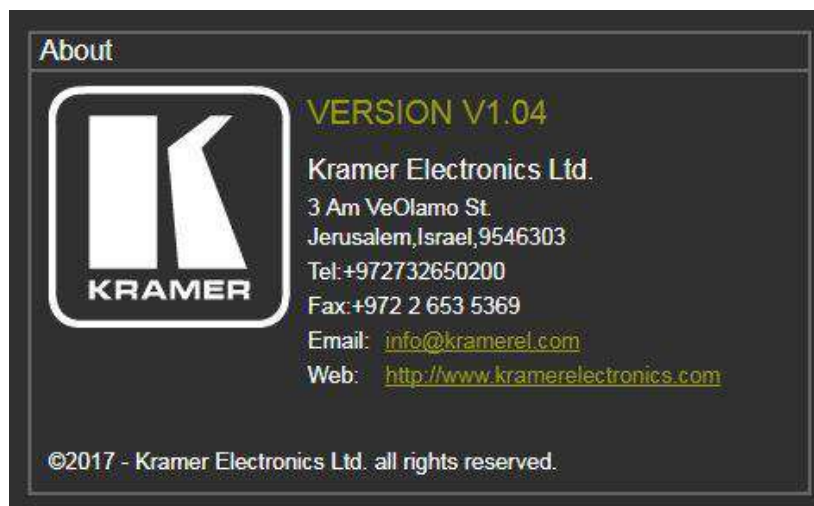 About
KRAMER
VERSION V1.04
Kramer Electronics Ltd.
3 Am VeOlamo St.
Jerusalem,Israel,9546303
Tel:+972732650200
Fax:+972 2 653 5369
Email: info@kramerel.com
Web: http://www.kramerelectronics.com
©2017 - Kramer Electronics Ltd. all rights reserved.